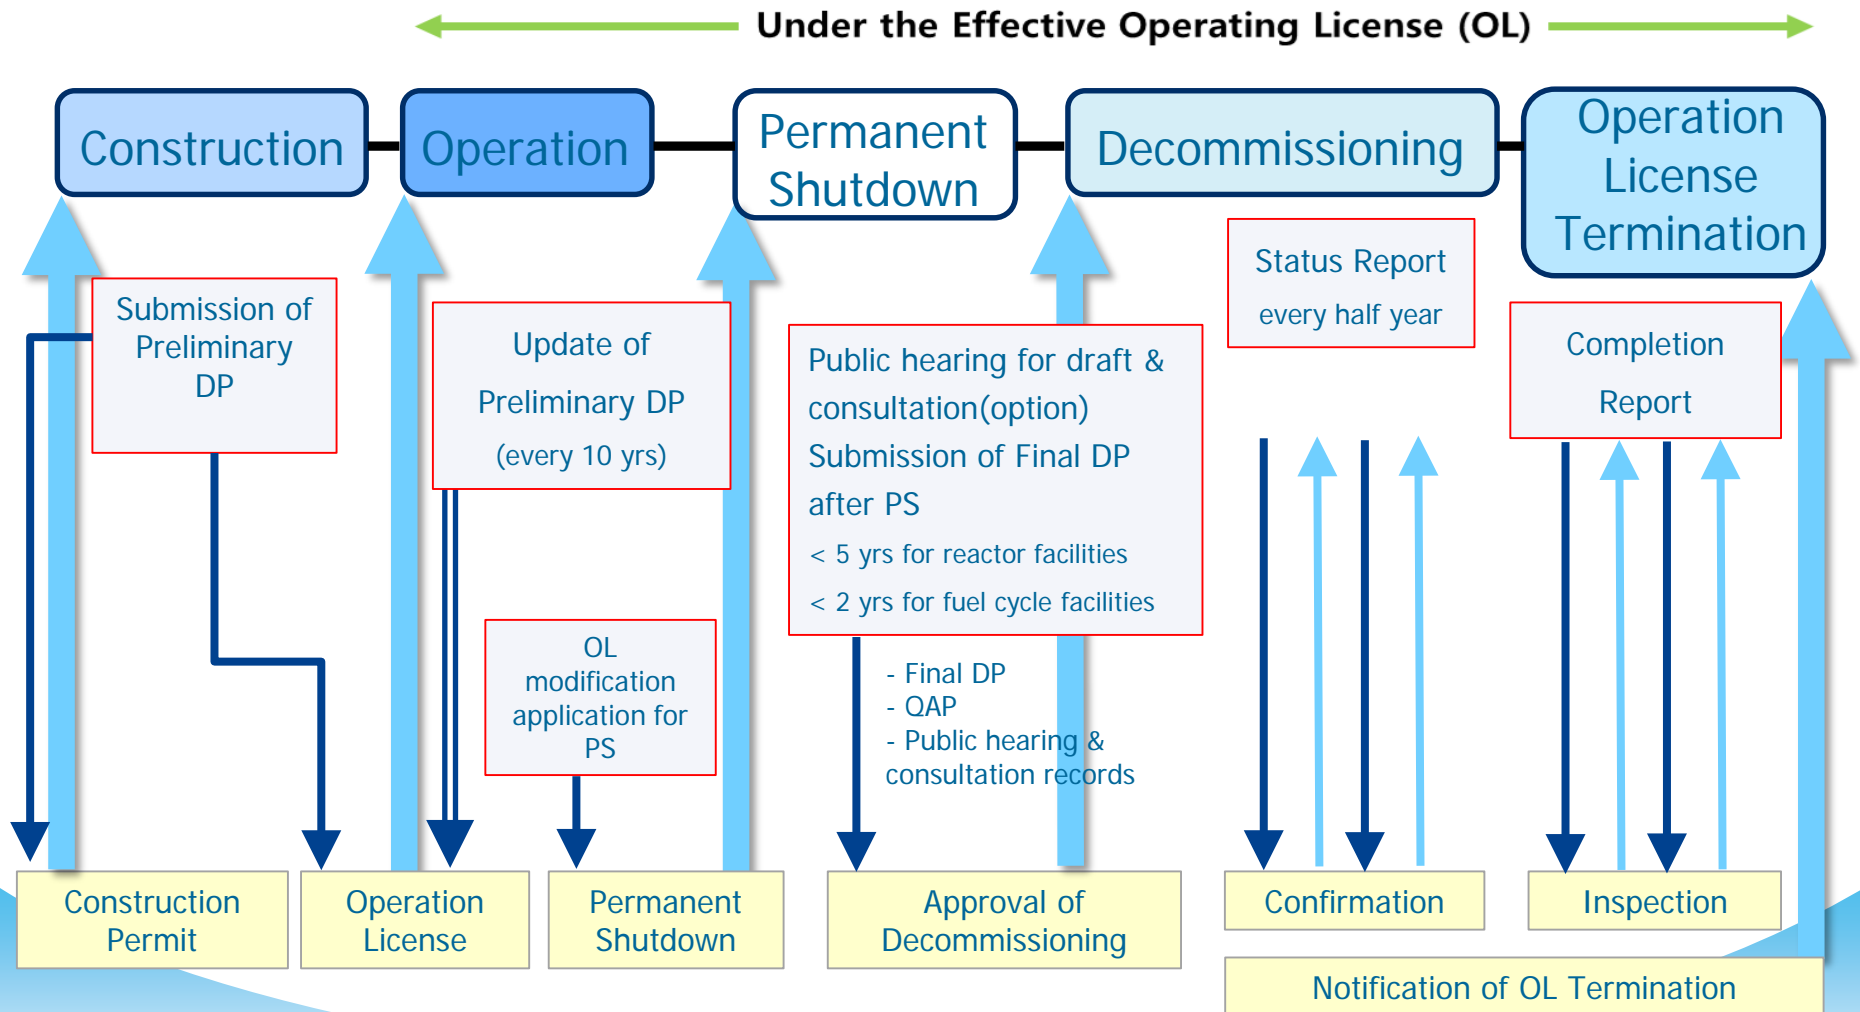 Under the Effective Operating License (OL)
Construction
Operation
Permanent
Shutdown
Decommissioning
Operation
License
Termination
Submission of
Preliminary
DP
Update of
Preliminary DP
(every 10 yrs)
OL
modification
application for
PS
Public hearing for draft &
consultation(option)
Submission of Final DP
after PS
< 5 yrs for reactor facilities
< 2 yrs for fuel cycle facilities
- Final DP
- QAP
- Public hearing &
consultation records
Status Report
every half year
Completion
Report
Construction
Permit
Operation
License
Permanent
Shutdown
Approval of
Decommissioning
Confirmation
Inspection
Notification of OL Termination